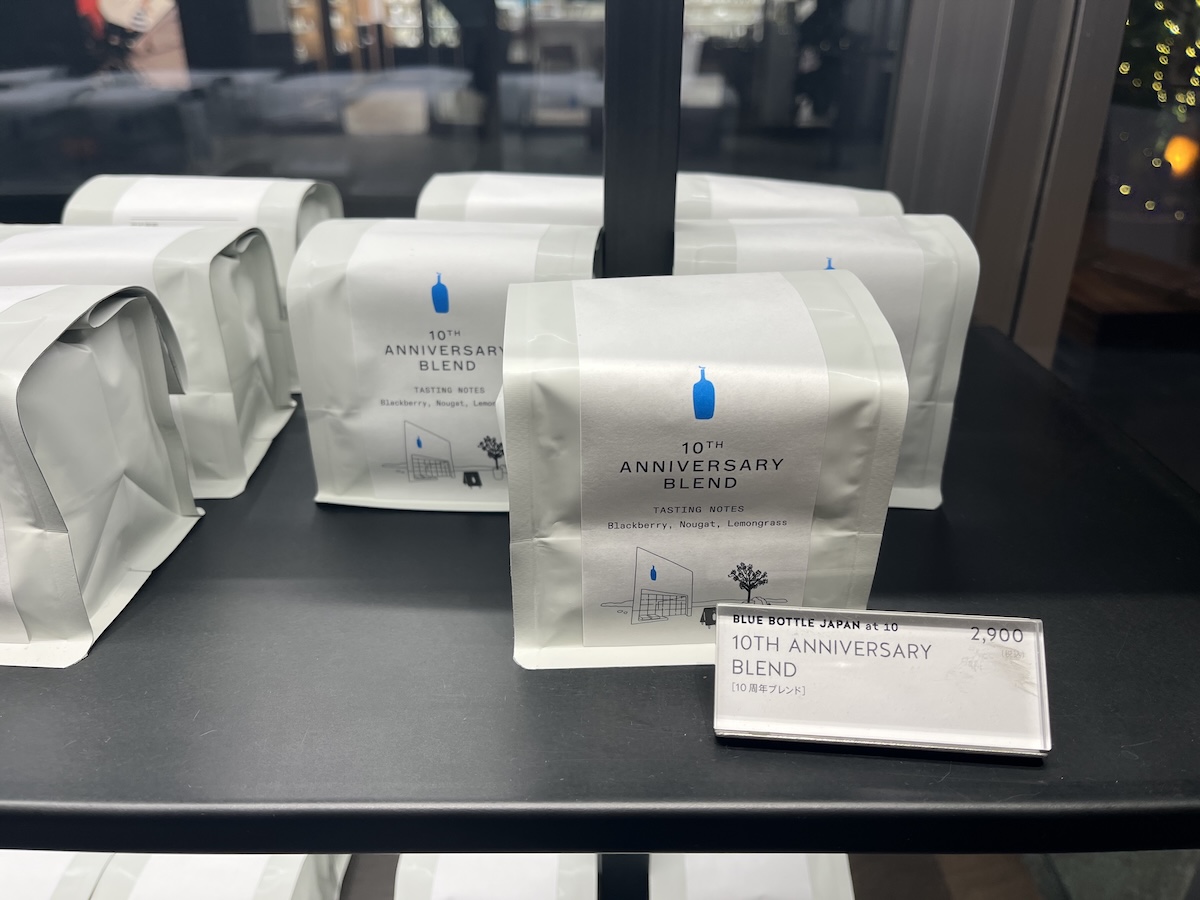 10TH
ANNIVERSARY
BLEND
TASTING NOTES
Blackberry, Nougat, Lemon
10TH
ANNIVERSARY
BLEND
TASTING NOTES
Blackberry, Nougat, Lemongrass
BLUE BOTTLE JAPAN at 10
2,900
10TH ANNIVERSARY
BLEND
[10周年ブレンド]